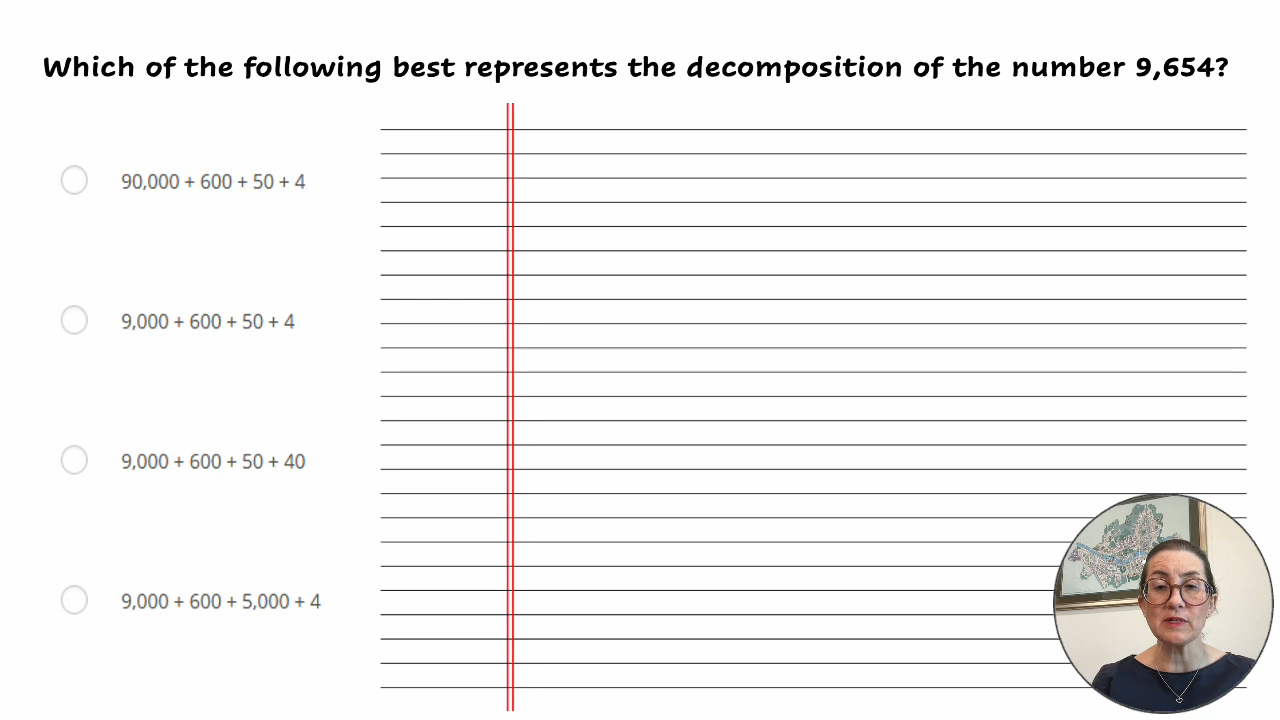 Which of the following best represents the decomposition of the number 9,654?
90,000 + 600 + 50 + 4
9,000 + 600 + 50 + 4
9,000 + 600 + 50 + 40
9,000 + 600 + 5,000 + 4